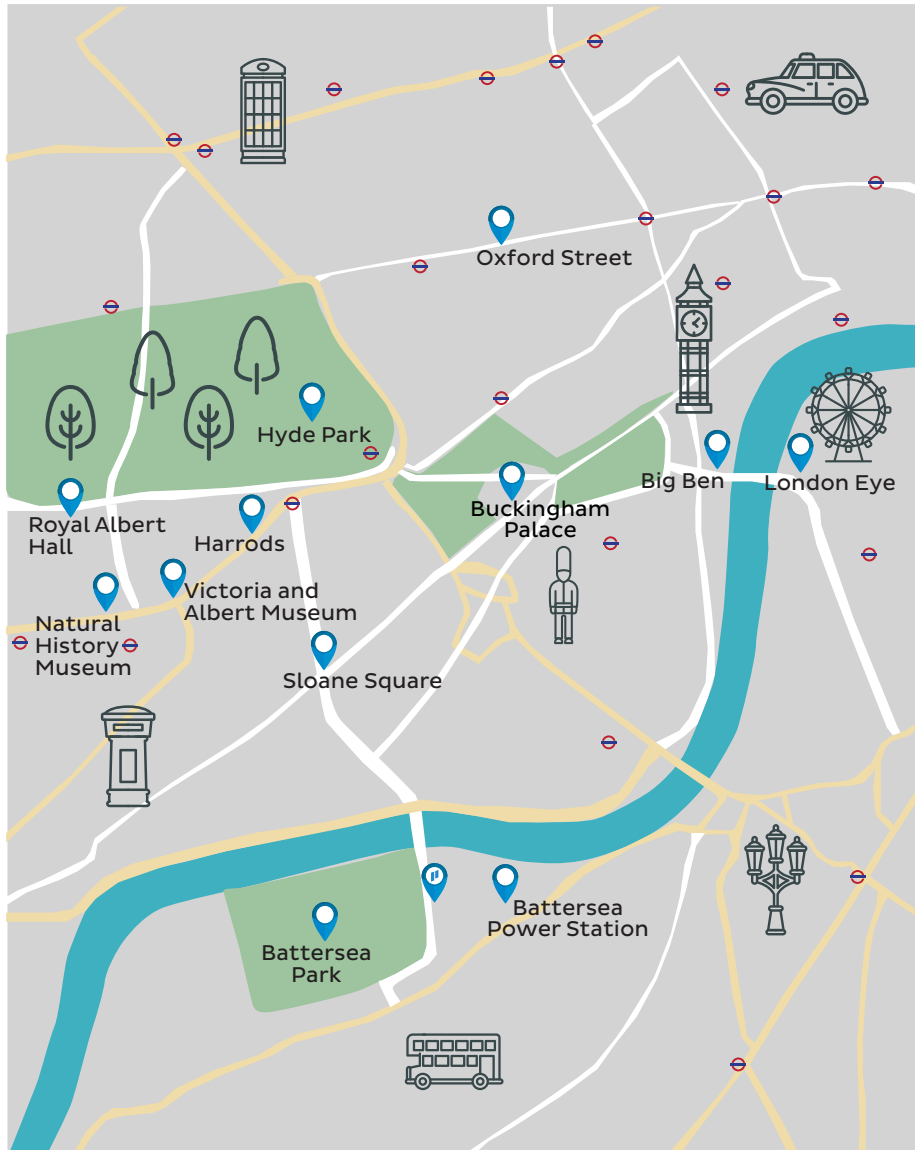 Oxford Street
Hyde Park
Big Ben
London Eye
Buckingham
Palace
Royal Albert
Hall
Harrods
Victoria and
Albert Museum
Natural
History
Museum
Sloane Square
Battersea
Power Station
Battersea
Park